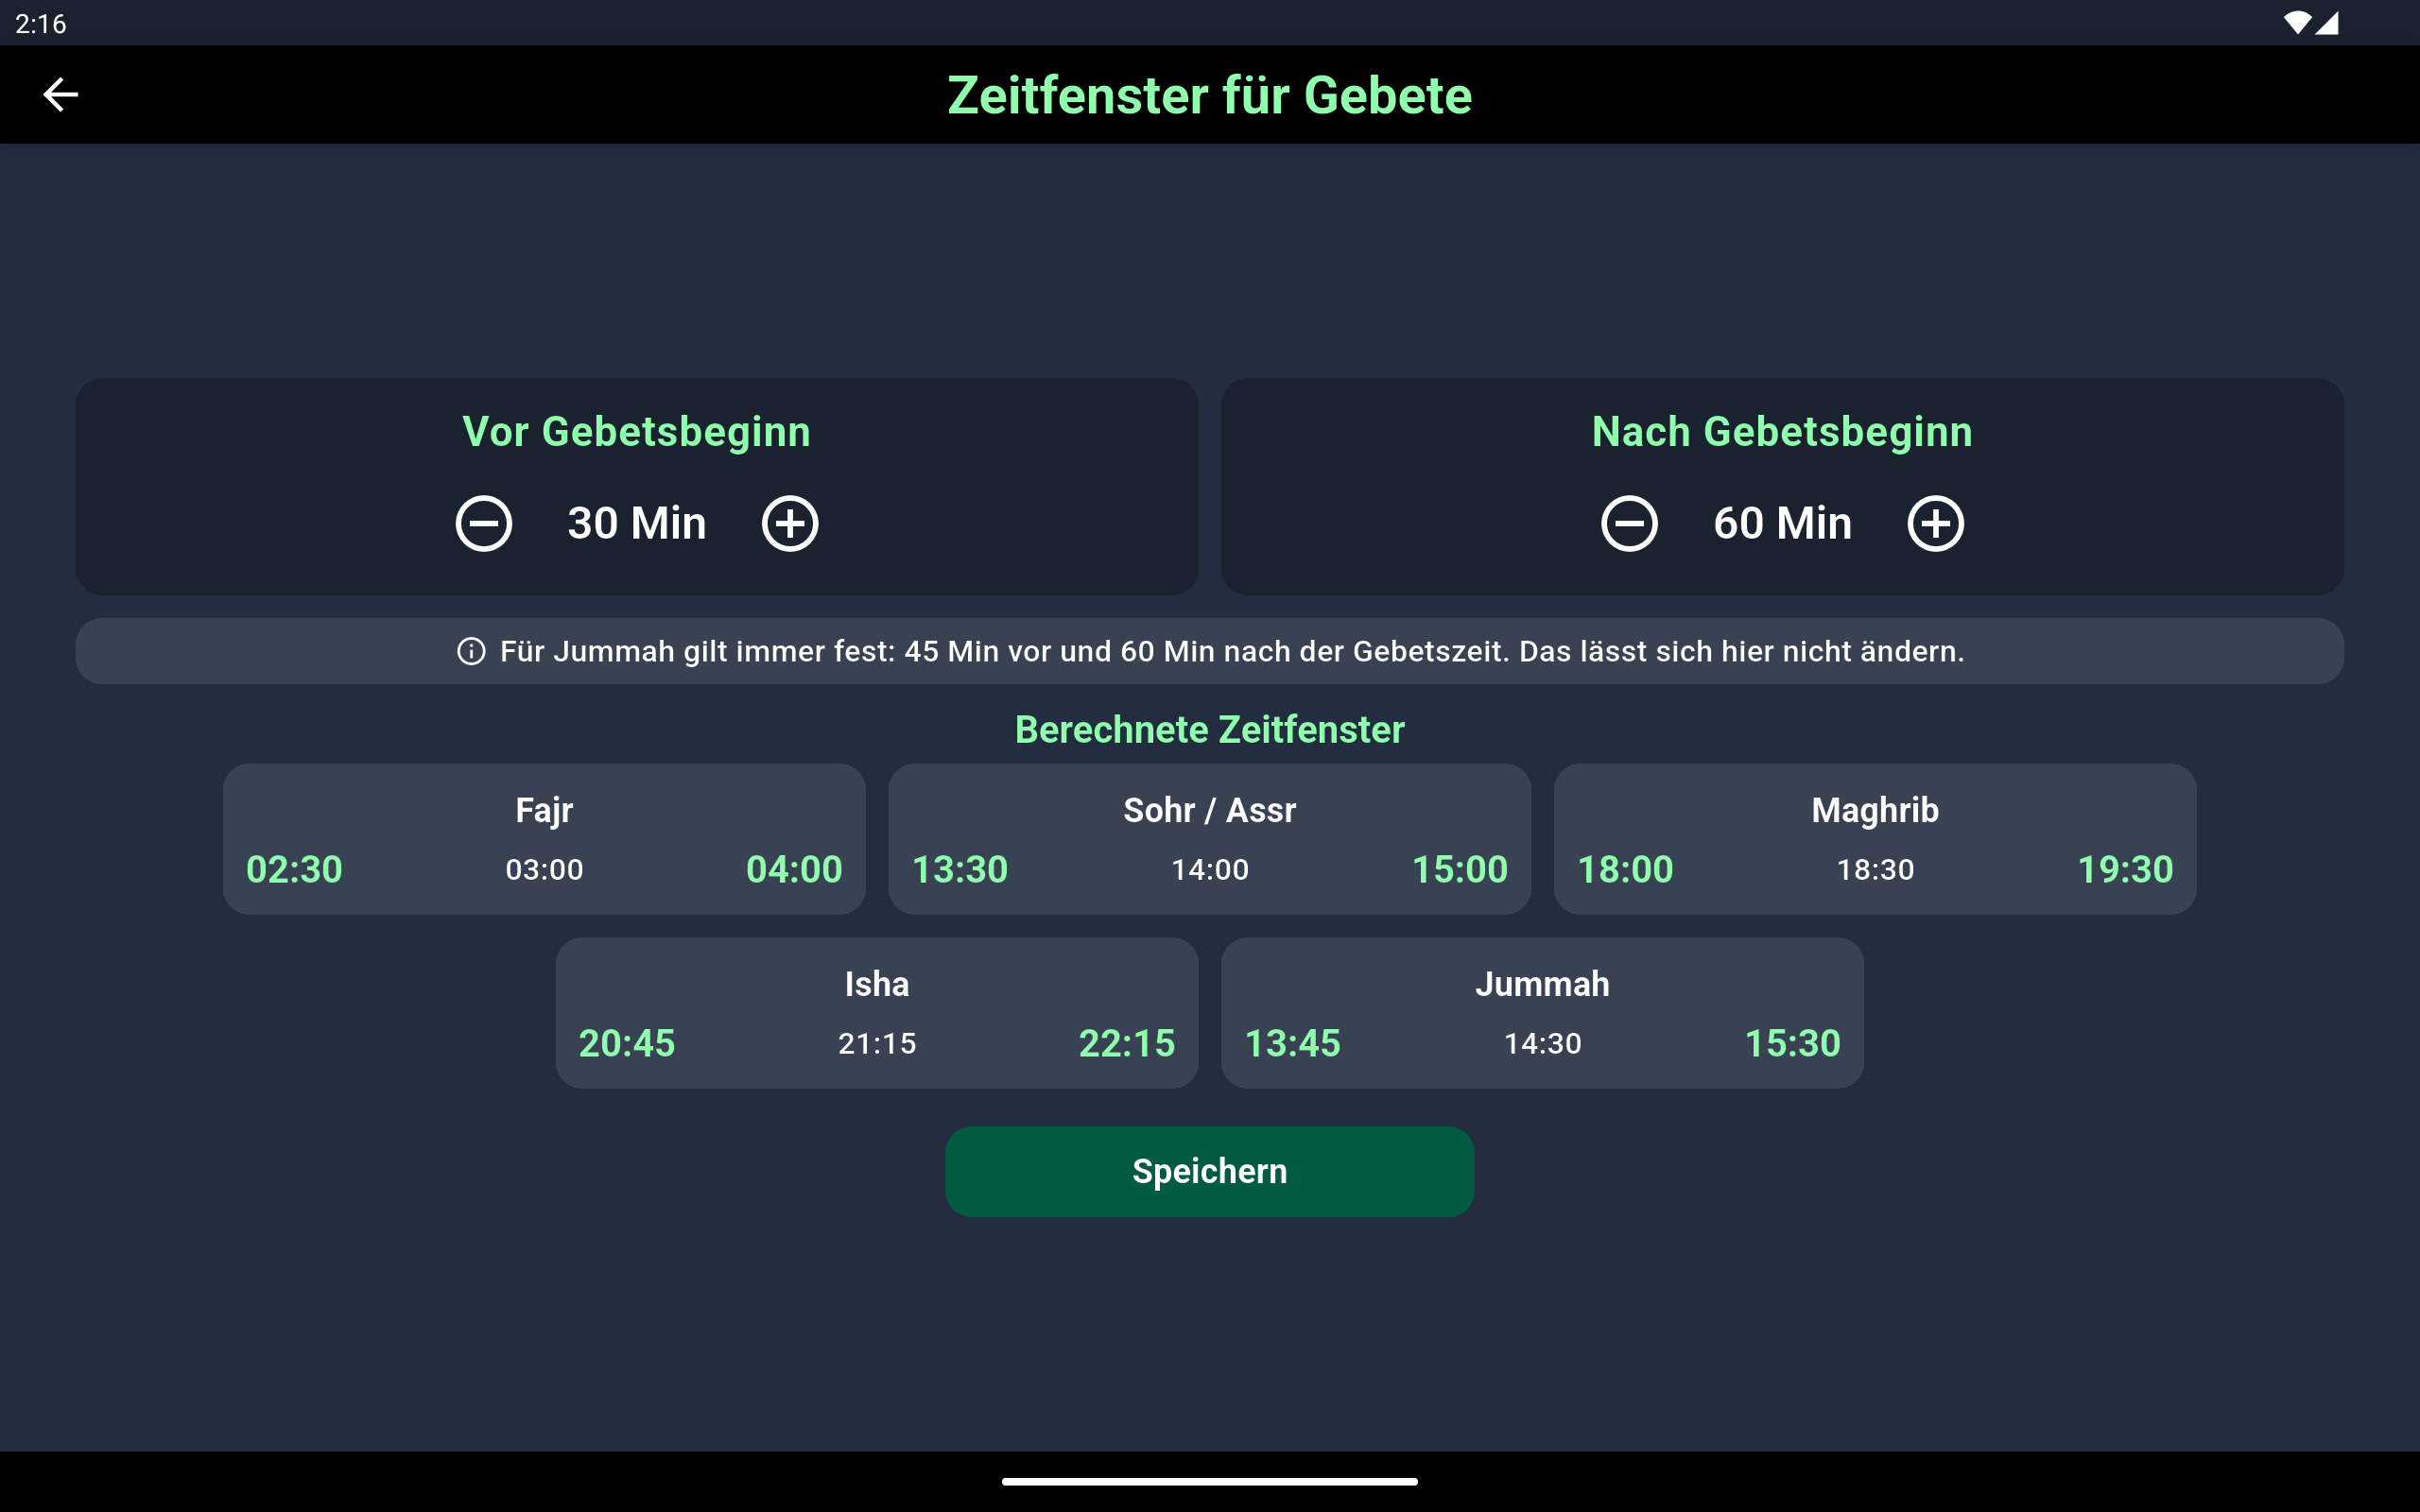 2:16
Zeitfenster für Gebete
Vor Gebetsbeginn
30 Min
Nach Gebetsbeginn
60 Min
Für Jummah gilt immer fest: 45 Min vor und 60 Min nach der Gebetszeit. Das lässt sich hier nicht ändern.
Berechnete Zeitfenster
Fajr
02:30 03:00 04:00
Sohr / Assr
13:30 14:00 15:00
Maghrib
18:00 18:30 19:30
Isha
20:45 21:15 22:15
Jummah
13:45 14:30 15:30
Speichern